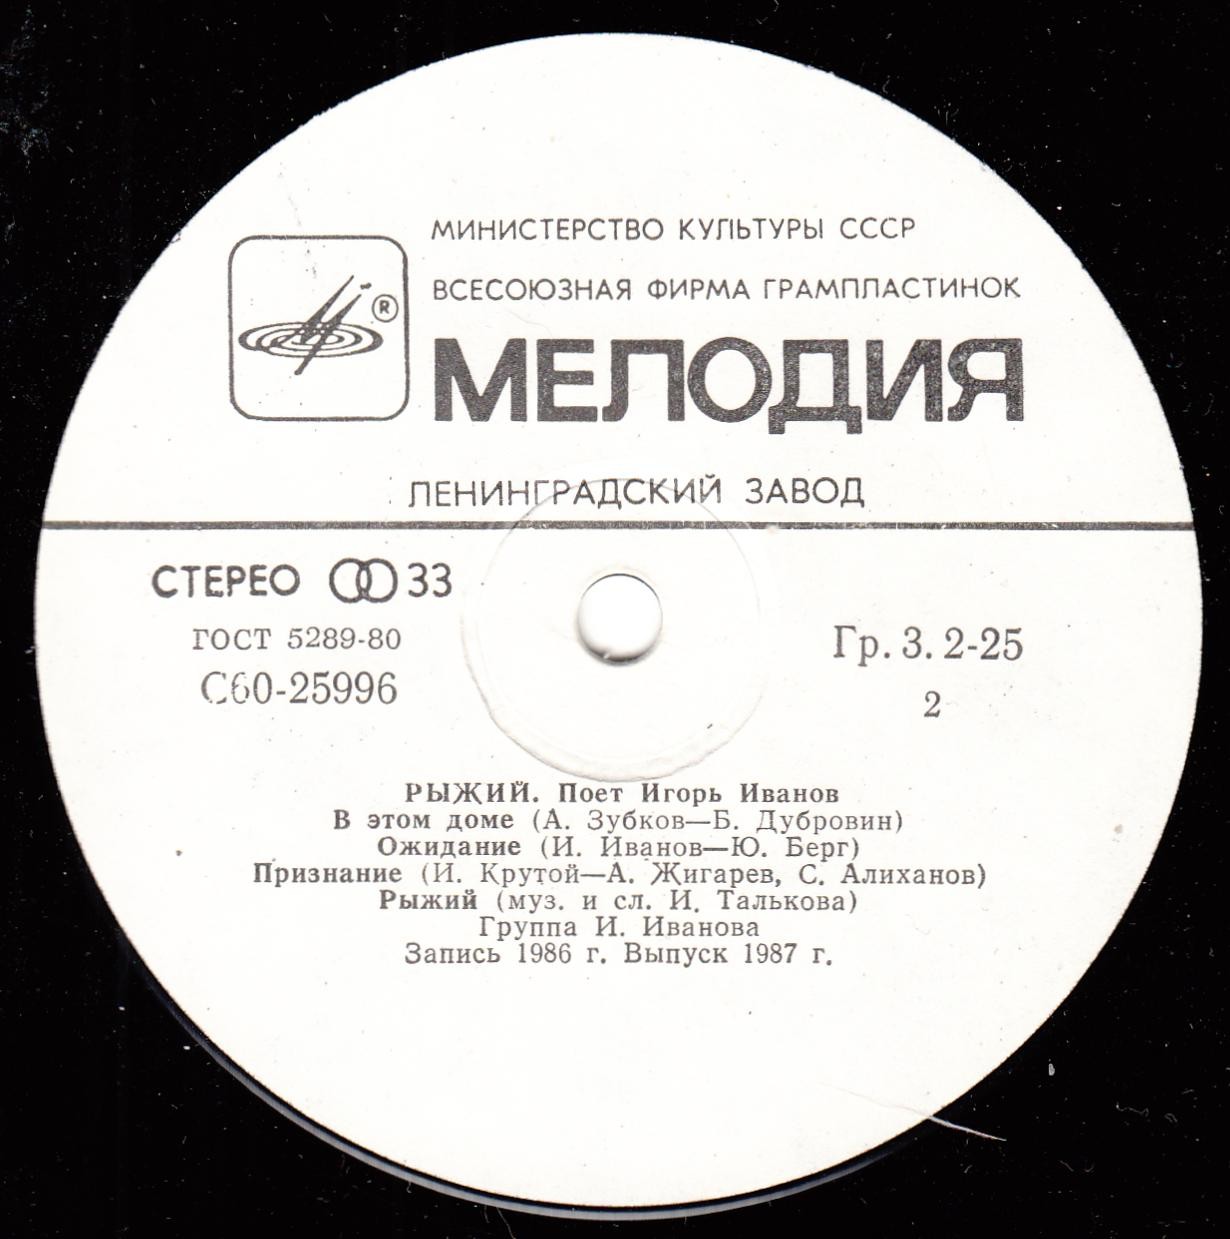 МИНИСТЕРСТВО КУЛЬТУРЫ СССР
ВСЕСОЮЗНАЯ ФИРМА ГРАМПЛАСТИНОК
®
МЕЛОДИЯ
ЛЕНИНГРАДСКИЙ ЗАВОД
СТЕРЕО 33
ГОСТ 5289-80
С60-25996
Гр. 3. 2-25
2
РЫЖИЙ. Поет Игорь Иванов
В этом доме (А. Зубков—Б. Дубровин)
Ожидание (И. Иванов—Ю. Берг)
Признание (И. Крутой—А. Жигарев, С. Алиханов)
Рыжий (муз. и сл. И. Талькова)
Группа И. Иванова
Запись 1986 г. Выпуск 1987 г.